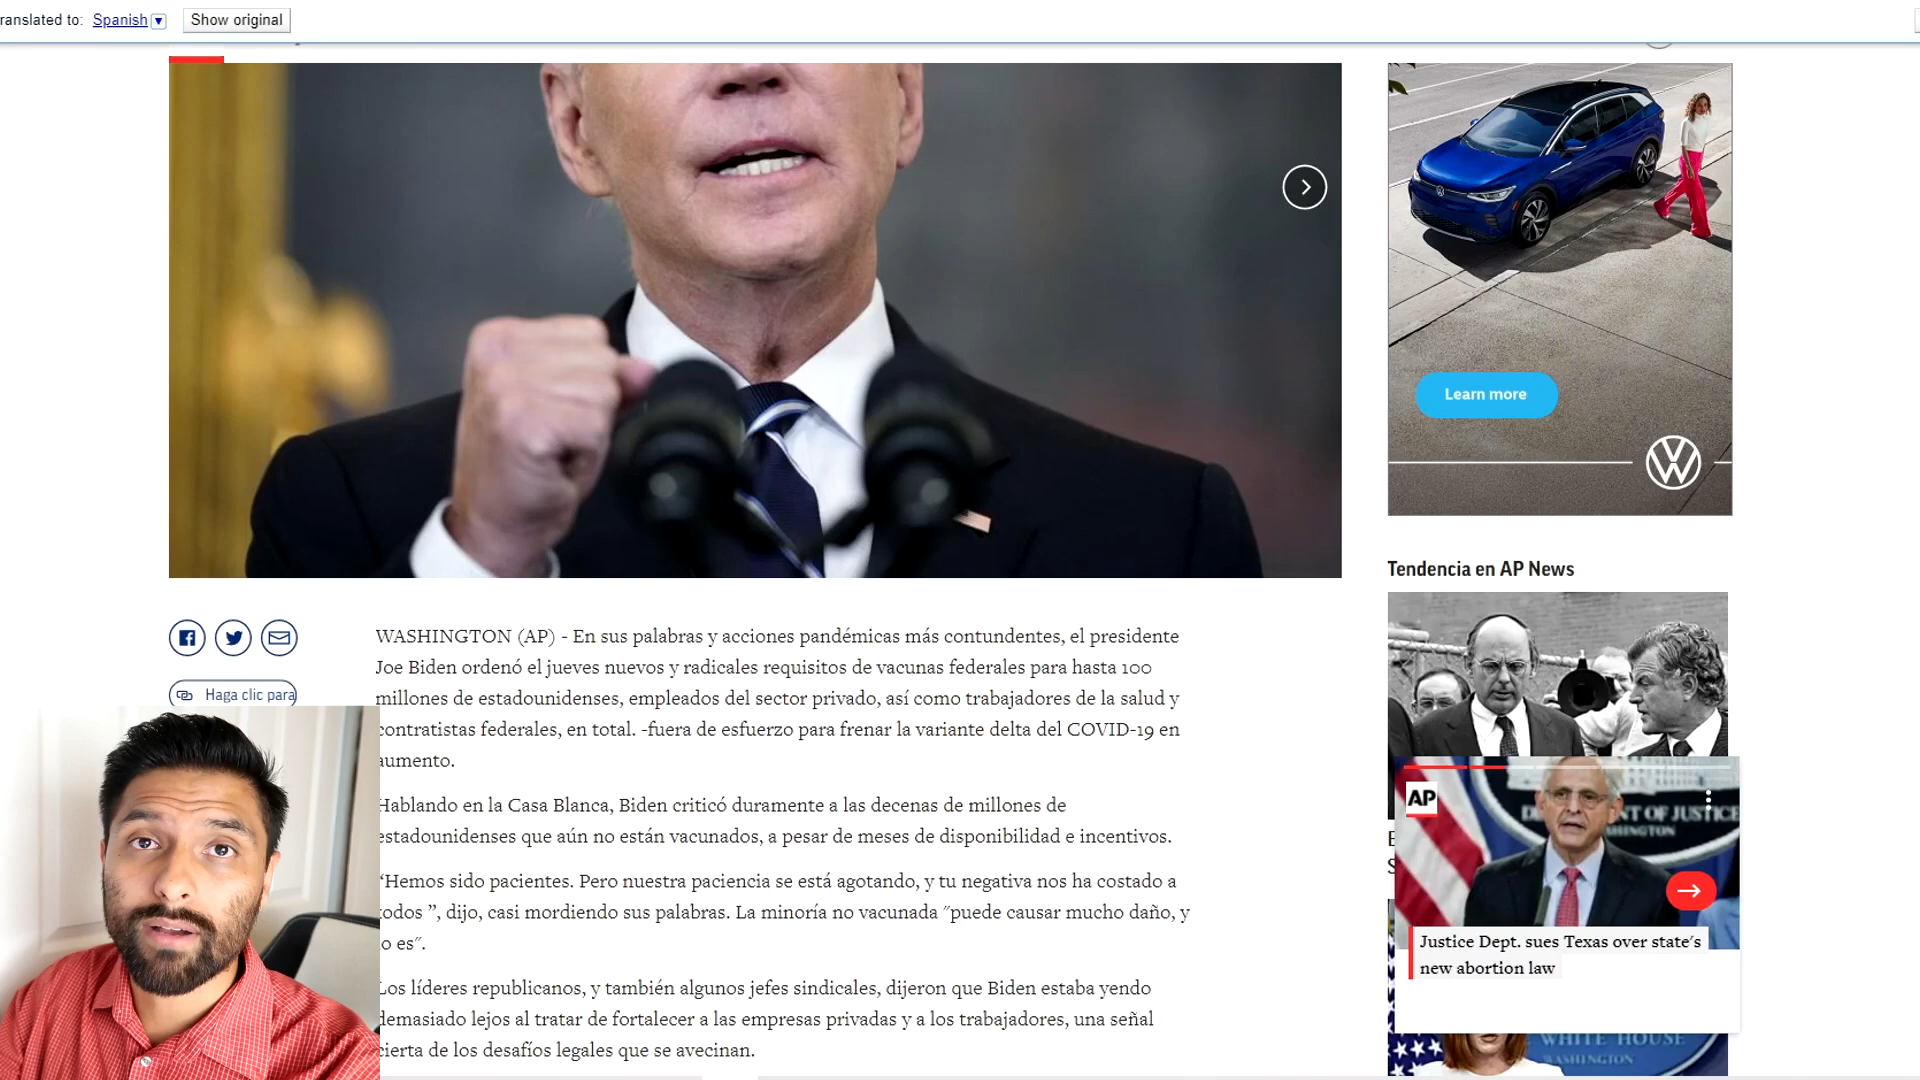 ranslated to: Spanish Show original
Learn more
Tendencia en AP News
WASHINGTON (AP) - En sus palabras y acciones pandémicas más contundentes, el presidente
Joe Biden ordenó el jueves nuevos y radicales requisitos de vacunas federales para hasta 100
millones de estadounidenses, empleados del sector privado, así como trabajadores de la salud y
contratistas federales, en total. -fuera de esfuerzo para frenar la variante delta del COVID-19 en
aumento.
Haga clic para
Hablando en la Casa Blanca, Biden criticó duramente a las decenas de millones de
estadounidenses que aún no están vacunados, a pesar de meses de disponibilidad e incentivos.
“Hemos sido pacientes. Pero nuestra paciencia se está agotando, y tu negativa nos ha costado a
todos ”, dijo, casi mordiendo sus palabras. La minoría no vacunada "puede causar mucho daño, y
lo es".
Los líderes republicanos, y también algunos jefes sindicales, dijeron que Biden estaba yendo
demasiado lejos al tratar de fortalecer a las empresas privadas y a los trabajadores, una señal
cierta de los desafíos legales que se avecinan.
AP
NT OF JUSTICE
HINGTON
Justice Dept. sues Texas over state's
new abortion law
WHITE HOUSE
WASHINGTON